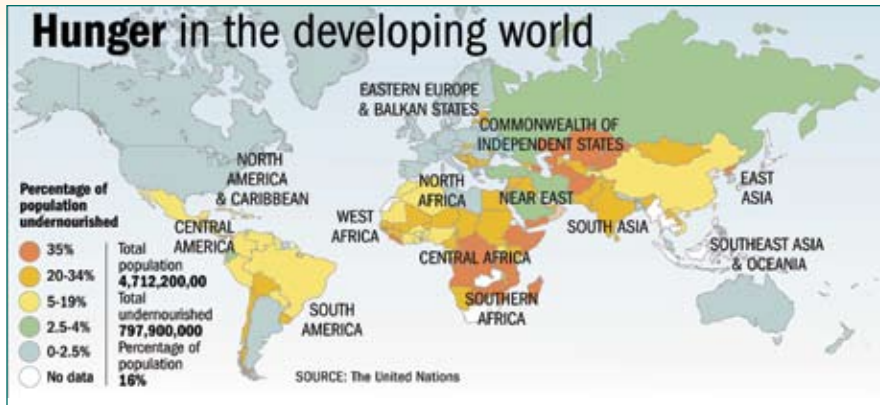 Hunger in the developing world
EASTERN EUROPE
& BALKAN STATES
COMMONWEALTH OF
INDEPENDENT STATES
NORTH
AMERICA
& CARIBBEAN
NORTH
AFRICA
NEAR EAST
EAST
ASIA
WEST
AFRICA
SOUTH ASIA
CENTRAL
AMERICA
CENTRAL AFRICA
SOUTHEAST ASIA
& OCEANIA
SOUTH
AMERICA
SOUTHERN
AFRICA
Percentage of
population
undernourished
35%
20-34%
5-19%
2.5-4%
0-2.5%
No data
Total
population
4,712,200,00
Total
undernourished
797,900,000
Percentage of
population
16%
SOURCE: The United Nations